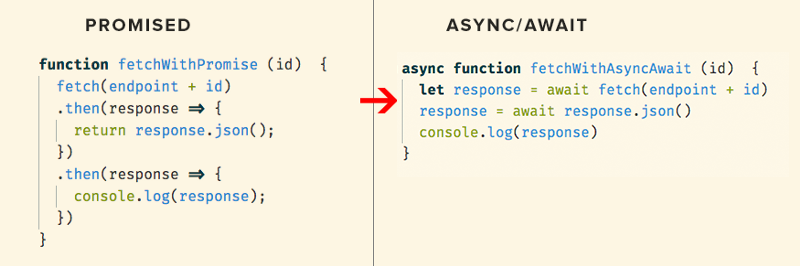 PROMISED
function fetchWithPromise (id) {
fetch(endpoint + id)
.then(response => {
return response.json();
})
.then(response => {
console.log(response);
})
}
ASYNC/AWAIT
async function fetchWithAsyncAwait (id) {
let response = await fetch(endpoint + id)
response = await response.json()
console.log(response)
}